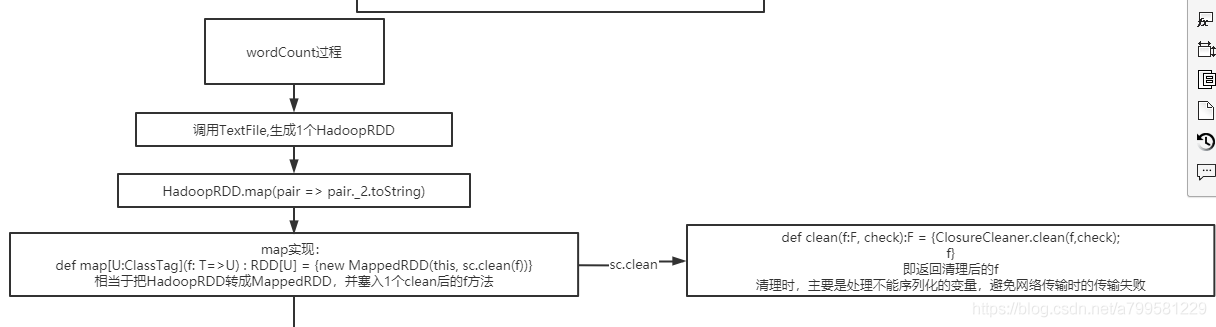 wordCount过程
调用TextFile,生成1个HadoopRDD
HadoopRDD.map(pair => pair._2.toString)
map实现：
def map[U:ClassTag](f: T=>U) : RDD[U] = {new MappedRDD(this, sc.clean(f))}
相当于把HadoopRDD转成MappedRDD，并塞入1个clean后的f方法
sc.clean
def clean(f:F, check):F = {ClosureCleaner.clean(f,check);
f}
即返回清理后的f
清理时，主要是处理不能序列化的变量，避免网络传输时的传输失败
https://blog.csdn.net/a799581229
fx